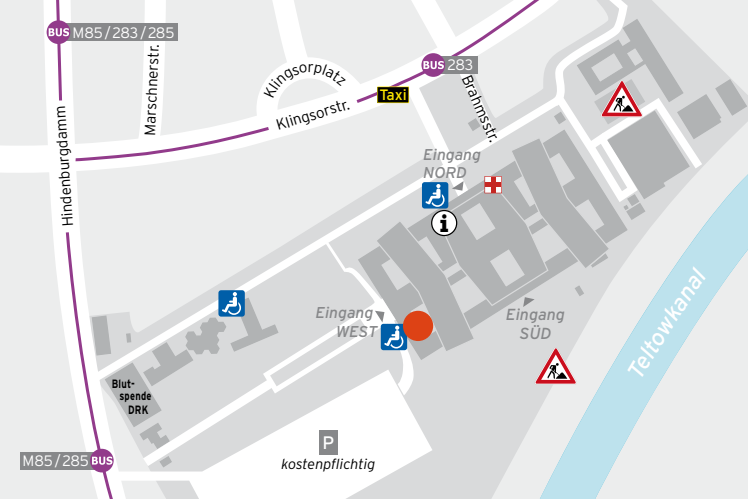 BUS M85/283/285
Marschnerstr.
Klingsorplatz
BUS 283
Taxi
Klingsorstr.
Brahmsstr.
Hindenburgdamm
Eingang
NORD
i
Eingang
WEST
Eingang
SÜD
Teltowkanal
Blut-
spende
DRK
P
M85/285 BUS
kostenpflichtig